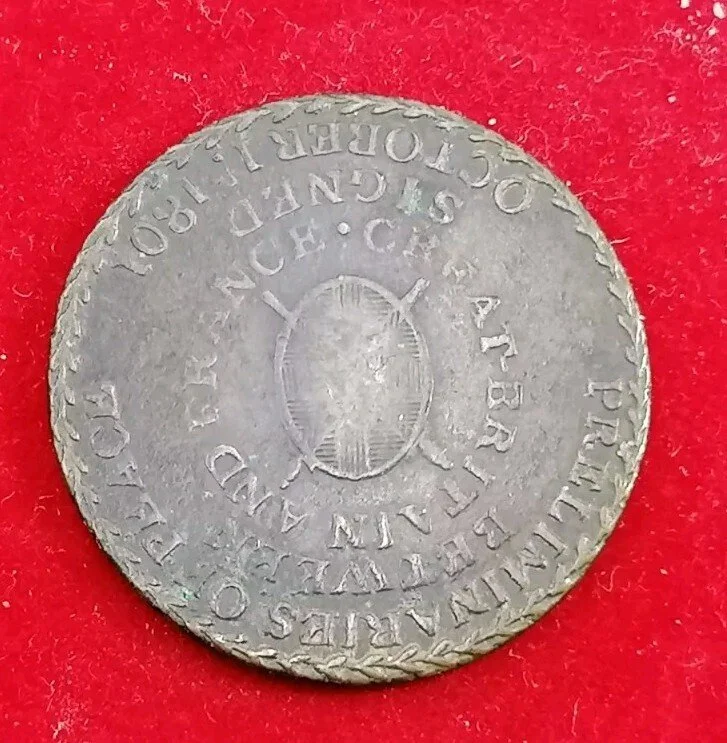 PRELIMINARIES OF PEACE
BETWEEN
GREAT-BRITAIN AND FRANCE ·
SIGNED
OCTOBER 1: 1801